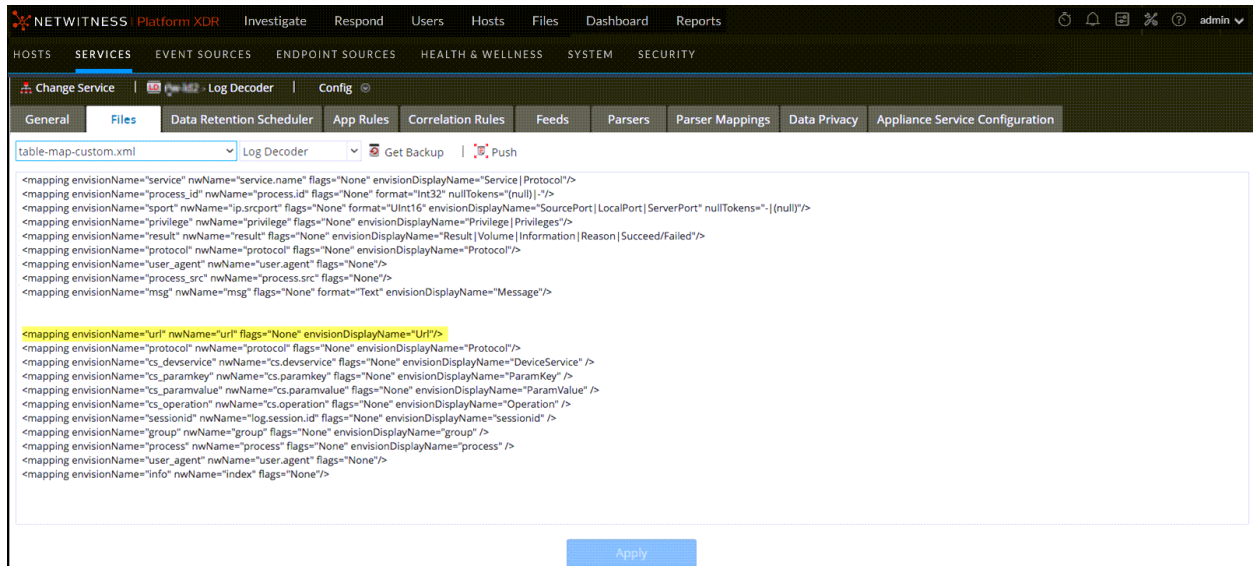 NETWITNESS | Platform XDR Investigate Respond Users Hosts Files Dashboard Reports admin
HOSTS SERVICES EVENT SOURCES ENDPOINT SOURCES HEALTH & WELLNESS SYSTEM SECURITY
Change Service | LD - Log Decoder | Config
General Files Data Retention Scheduler App Rules Correlation Rules Feeds Parsers Parser Mappings Data Privacy Appliance Service Configuration
table-map-custom.xml Log Decoder Get Backup | Push
<mapping envisionName="service" nwName="service.name" flags="None" envisionDisplayName="Service|Protocol"/>
<mapping envisionName="process_id" nwName="process.id" flags="None" format="Int32" nullTokens="(null)|-"/>
<mapping envisionName="sport" nwName="ip.srcport" flags="None" format="UInt16" envisionDisplayName="SourcePort|LocalPort|ServerPort" nullTokens="-|(null)"/>
<mapping envisionName="privilege" nwName="privilege" flags="None" envisionDisplayName="Privilege|Privileges"/>
<mapping envisionName="result" nwName="result" flags="None" envisionDisplayName="Result|Volume|Information|Reason|Succeed/Failed"/>
<mapping envisionName="protocol" nwName="protocol" flags="None" envisionDisplayName="Protocol"/>
<mapping envisionName="user_agent" nwName="user.agent" flags="None"/>
<mapping envisionName="process_src" nwName="process.src" flags="None"/>
<mapping envisionName="msg" nwName="msg" flags="None" format="Text" envisionDisplayName="Message"/>
<mapping envisionName="url" nwName="url" flags="None" envisionDisplayName="Url"/>
<mapping envisionName="protocol" nwName="protocol" flags="None" envisionDisplayName="Protocol"/>
<mapping envisionName="cs_devservice" nwName="cs.devservice" flags="None" envisionDisplayName="DeviceService" />
<mapping envisionName="cs_paramkey" nwName="cs.paramkey" flags="None" envisionDisplayName="ParamKey" />
<mapping envisionName="cs_paramvalue" nwName="cs.paramvalue" flags="None" envisionDisplayName="ParamValue" />
<mapping envisionName="cs_operation" nwName="cs.operation" flags="None" envisionDisplayName="Operation" />
<mapping envisionName="sessionid" nwName="log.session.id" flags="None" envisionDisplayName="sessionid" />
<mapping envisionName="group" nwName="group" flags="None" envisionDisplayName="group" />
<mapping envisionName="process" nwName="process" flags="None" envisionDisplayName="process" />
<mapping envisionName="user_agent" nwName="user.agent" flags="None"/>
<mapping envisionName="info" nwName="index" flags="None"/>
Apply